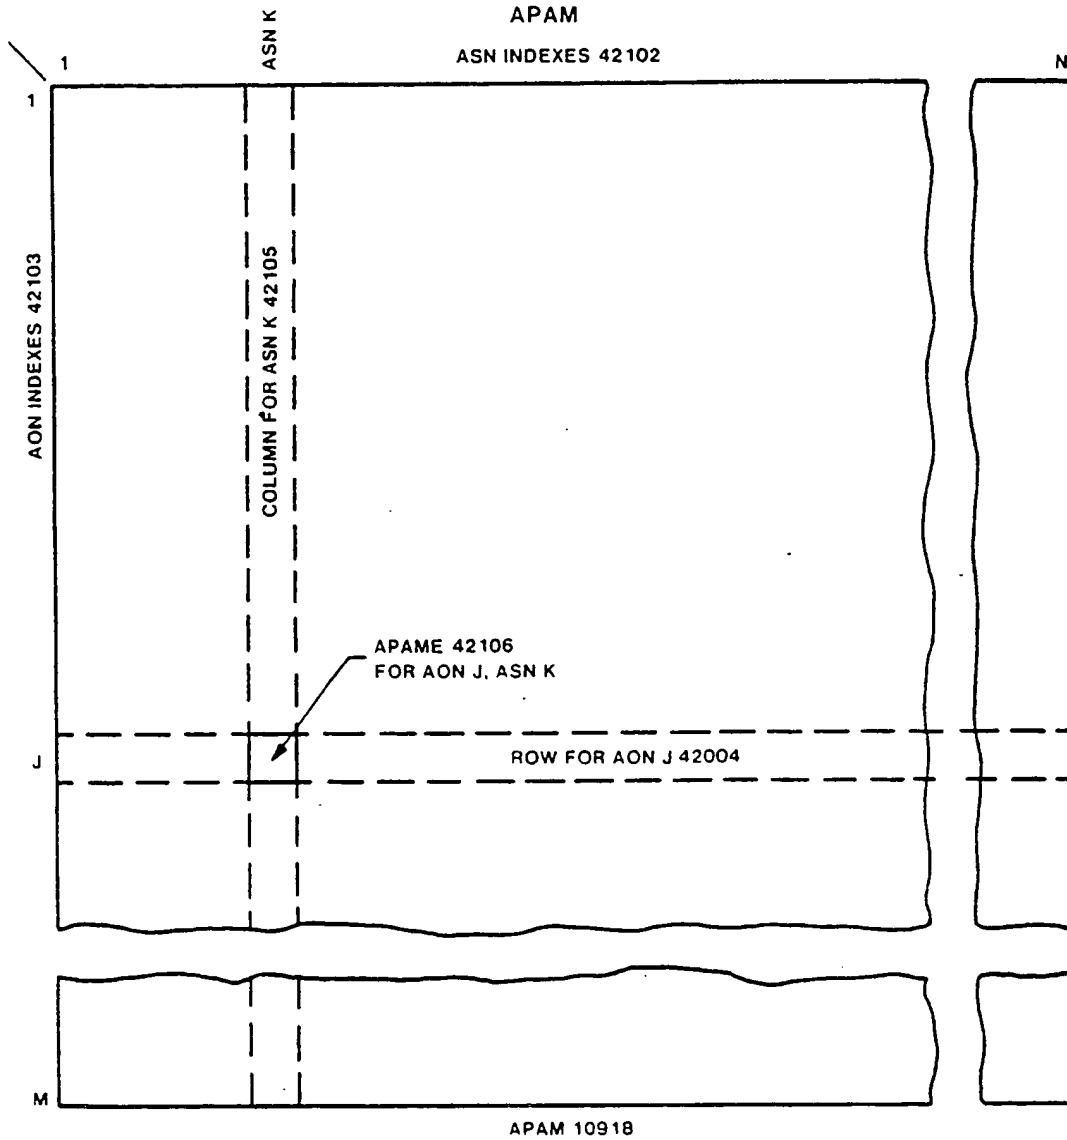 APAM
ASN K
ASN INDEXES 42102
1
N
1
AON INDEXES 42103
COLUMN FOR ASN K 42105
APAME 42106
FOR AON J, ASN K
J
ROW FOR AON J 42004
M
APAM 10918